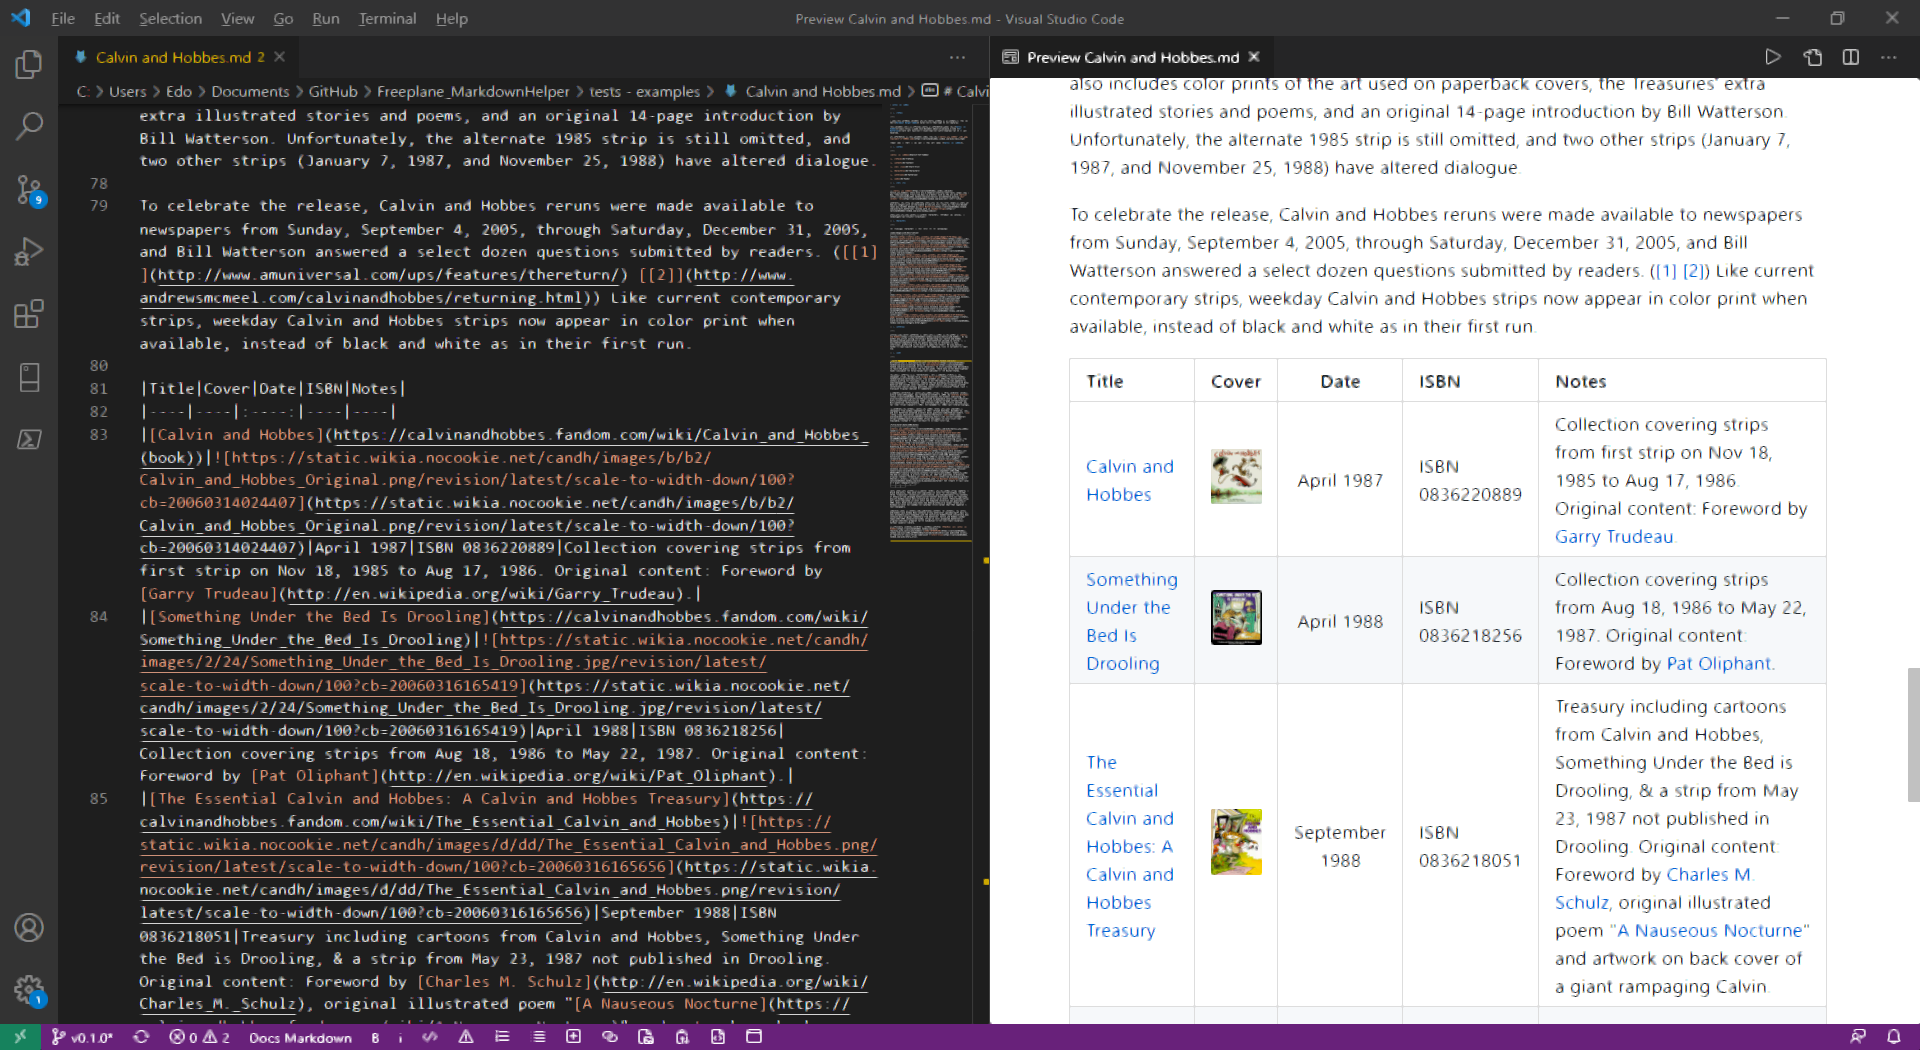 File Edit Selection View Go Run Terminal Help
Preview Calvin and Hobbes.md - Visual Studio Code
Calvin and Hobbes.md 2
C: > Users > Edo > Documents > GitHub > Freeplane_MarkdownHelper > tests - examples > Calvin and Hobbes.md > # Calvi
extra illustrated stories and poems, and an original 14-page introduction by
Bill Watterson. Unfortunately, the alternate 1985 strip is still omitted, and
two other strips (January 7, 1987, and November 25, 1988) have altered dialogue.
78
79 To celebrate the release, Calvin and Hobbes reruns were made available to
newspapers from Sunday, September 4, 2005, through Saturday, December 31, 2005,
and Bill Watterson answered a select dozen questions submitted by readers. ([[1]
](http://www.amuniversal.com/ups/features/thereturn/) [[2]](http://www.
andrewsmcmeel.com/calvinandhobbes/returning.html)) Like current contemporary
strips, weekday Calvin and Hobbes strips now appear in color print when
available, instead of black and white as in their first run.
80
81 |Title|Cover|Date|ISBN|Notes|
82 |----|----|:----:|----|----|
83 |[Calvin and Hobbes](https://calvinandhobbes.fandom.com/wiki/Calvin_and_Hobbes_
(book))|![https://static.wikia.nocookie.net/candh/images/b/b2/
Calvin_and_Hobbes_Original.png/revision/latest/scale-to-width-down/100?
cb=20060314024407](https://static.wikia.nocookie.net/candh/images/b/b2/
Calvin_and_Hobbes_Original.png/revision/latest/scale-to-width-down/100?
cb=20060314024407)|April 1987|ISBN 0836220889|Collection covering strips from
first strip on Nov 18, 1985 to Aug 17, 1986. Original content: Foreword by
[Garry Trudeau](http://en.wikipedia.org/wiki/Garry_Trudeau).|
84 |[Something Under the Bed Is Drooling](https://calvinandhobbes.fandom.com/wiki/
Something_Under_the_Bed_Is_Drooling)|![https://static.wikia.nocookie.net/candh/
images/2/24/Something_Under_the_Bed_Is_Drooling.jpg/revision/latest/
scale-to-width-down/100?cb=20060316165419](https://static.wikia.nocookie.net/
candh/images/2/24/Something_Under_the_Bed_Is_Drooling.jpg/revision/latest/
scale-to-width-down/100?cb=20060316165419)|April 1988|ISBN 0836218256|
Collection covering strips from Aug 18, 1986 to May 22, 1987. Original content:
Foreword by [Pat Oliphant](http://en.wikipedia.org/wiki/Pat_Oliphant).|
85 |[The Essential Calvin and Hobbes: A Calvin and Hobbes Treasury](https://
calvinandhobbes.fandom.com/wiki/The_Essential_Calvin_and_Hobbes)|![https://
static.wikia.nocookie.net/candh/images/d/dd/The_Essential_Calvin_and_Hobbes.png/
revision/latest/scale-to-width-down/100?cb=20060316165656](https://static.wikia.
nocookie.net/candh/images/d/dd/The_Essential_Calvin_and_Hobbes.png/revision/
latest/scale-to-width-down/100?cb=20060316165656)|September 1988|ISBN
0836218051|Treasury including cartoons from Calvin and Hobbes, Something Under
the Bed is Drooling, & a strip from May 23, 1987 not published in Drooling.
Original content: Foreword by [Charles M. Schulz](http://en.wikipedia.org/wiki/
Charles_M._Schulz), original illustrated poem "[A Nauseous Nocturne](https://
Preview Calvin and Hobbes.md
also includes color prints of the art used on paperback covers, the Treasuries' extra
illustrated stories and poems, and an original 14-page introduction by Bill Watterson.
Unfortunately, the alternate 1985 strip is still omitted, and two other strips (January 7,
1987, and November 25, 1988) have altered dialogue.
To celebrate the release, Calvin and Hobbes reruns were made available to newspapers
from Sunday, September 4, 2005, through Saturday, December 31, 2005, and Bill
Watterson answered a select dozen questions submitted by readers. ([1] [2]) Like current
contemporary strips, weekday Calvin and Hobbes strips now appear in color print when
available, instead of black and white as in their first run.
Title Cover Date ISBN Notes
Calvin and
Hobbes
April 1987
ISBN
0836220889
Collection covering strips
from first strip on Nov 18,
1985 to Aug 17, 1986.
Original content: Foreword by
Garry Trudeau.
Something
Under the
Bed Is
Drooling
April 1988
ISBN
0836218256
Collection covering strips
from Aug 18, 1986 to May 22,
1987. Original content:
Foreword by Pat Oliphant.
The
Essential
Calvin and
Hobbes: A
Calvin and
Hobbes
Treasury
September
1988
ISBN
0836218051
Treasury including cartoons
from Calvin and Hobbes,
Something Under the Bed is
Drooling, & a strip from May
23, 1987 not published in
Drooling. Original content:
Foreword by Charles M.
Schulz, original illustrated
poem "A Nauseous Nocturne"
and artwork on back cover of
a giant rampaging Calvin.
9
1
v0.1.0* 0 2 Docs Markdown B i